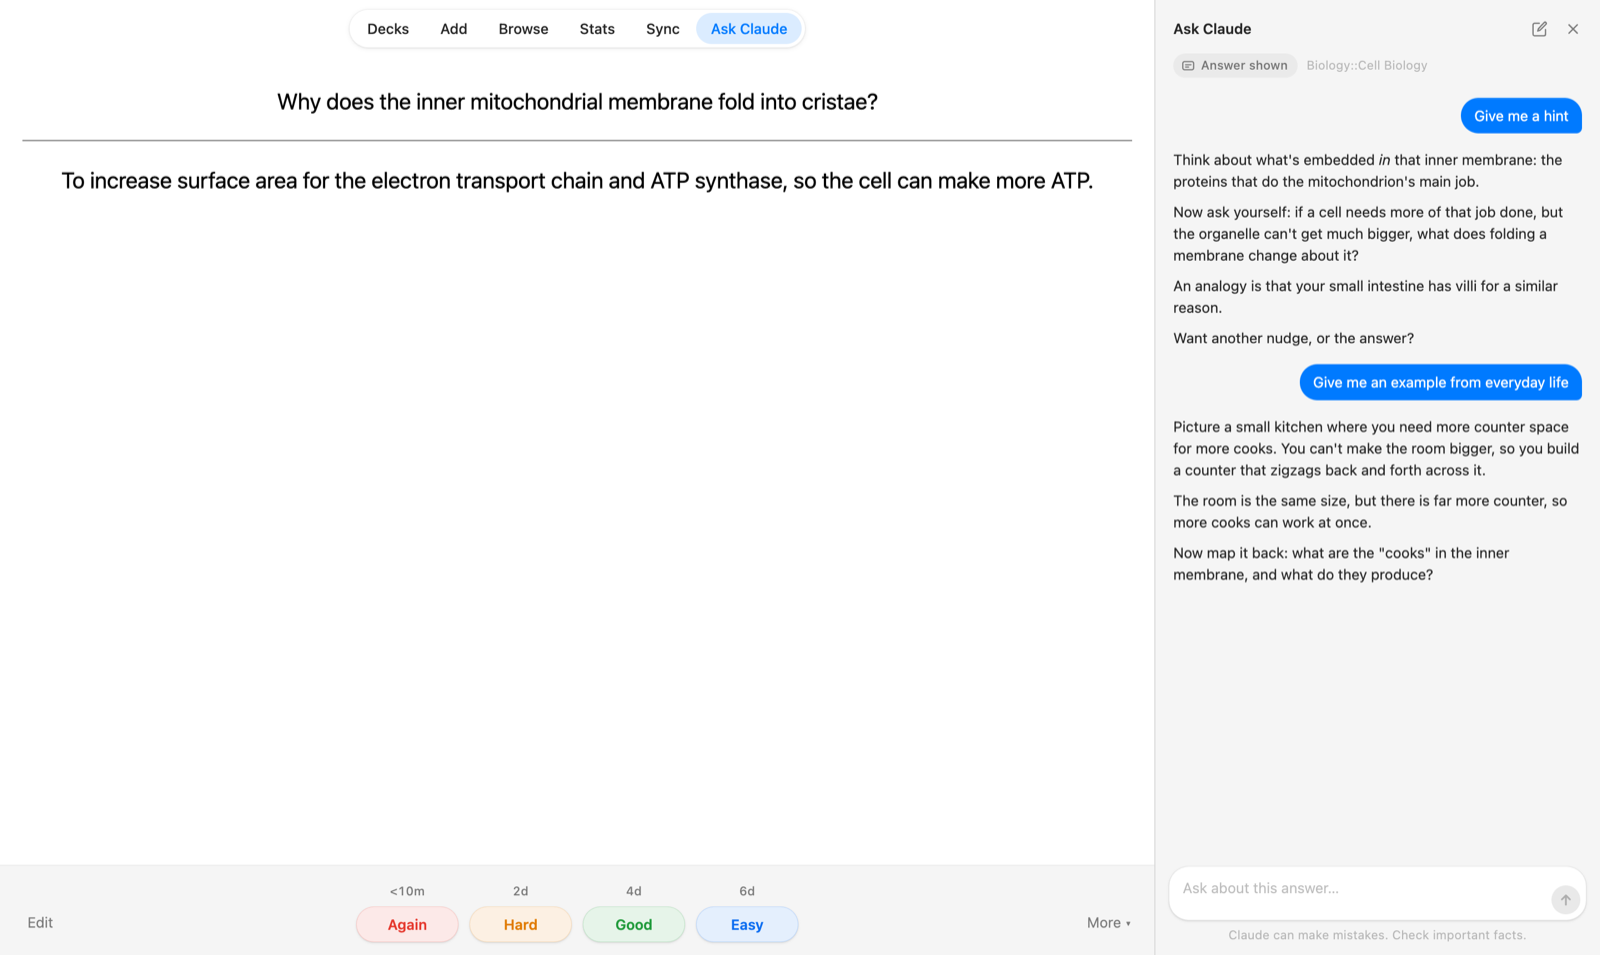 Decks Add Browse Stats Sync Ask Claude
Why does the inner mitochondrial membrane fold into cristae?
To increase surface area for the electron transport chain and ATP synthase, so the cell can make more ATP.
Edit
<10m 2d 4d 6d
Again Hard Good Easy
More
Ask Claude
Answer shown Biology::Cell Biology
Give me a hint
Think about what's embedded in that inner membrane: the
proteins that do the mitochondrion's main job.
Now ask yourself: if a cell needs more of that job done, but
the organelle can't get much bigger, what does folding a
membrane change about it?
An analogy is that your small intestine has villi for a similar
reason.
Want another nudge, or the answer?
Give me an example from everyday life
Picture a small kitchen where you need more counter space
for more cooks. You can't make the room bigger, so you build
a counter that zigzags back and forth across it.
The room is the same size, but there is far more counter, so
more cooks can work at once.
Now map it back: what are the "cooks" in the inner
membrane, and what do they produce?
Ask about this answer...
Claude can make mistakes. Check important facts.